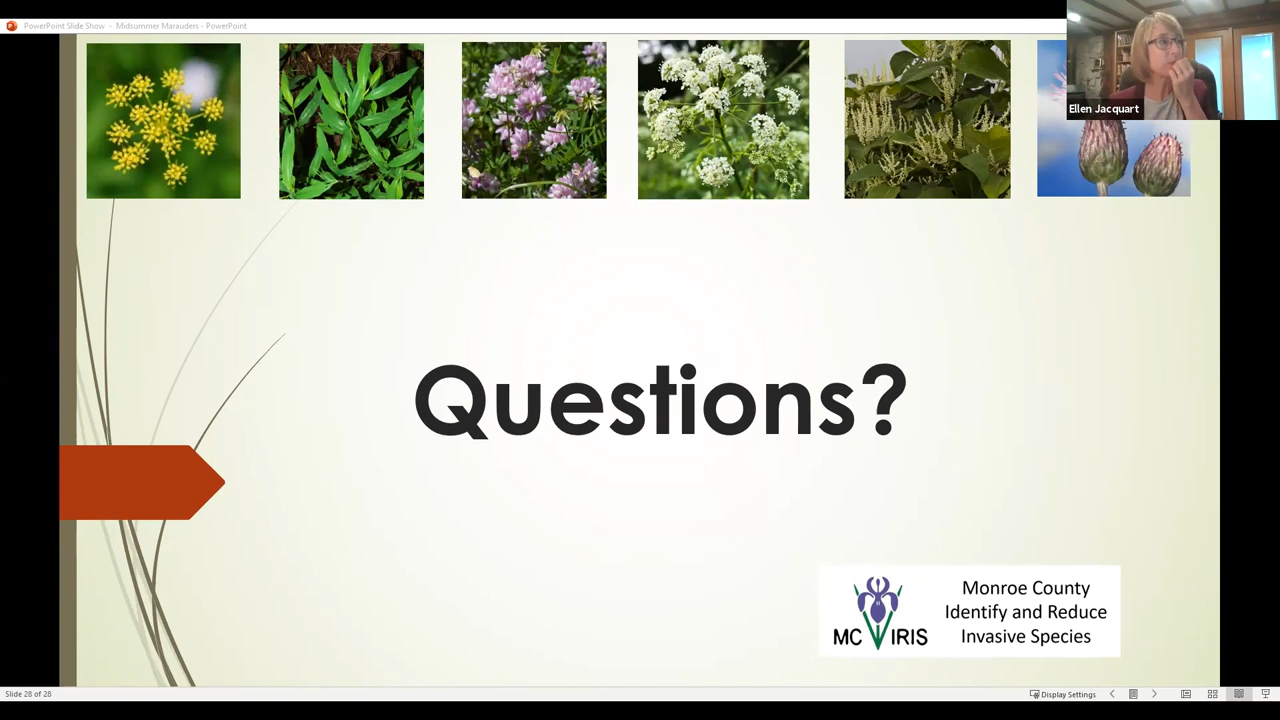 PowerPoint Slide Show - Midsummer Marauders - PowerPoint
Ellen Jacquart
Questions?
MC IRIS
Monroe County
Identify and Reduce
Invasive Species
Slide 28 of 28
Display Settings